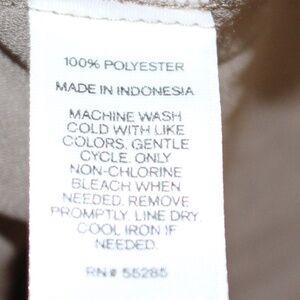 100% POLYESTER
MADE IN INDONESIA
MACHINE WASH
COLD WITH LIKE
COLORS, GENTLE
CYCLE. ONLY
NON-CHLORINE
BLEACH WHEN
NEEDED. REMOVE
PROMPTLY. LINE DRY.
COOL IRON IF
NEEDED.
RN# 55285